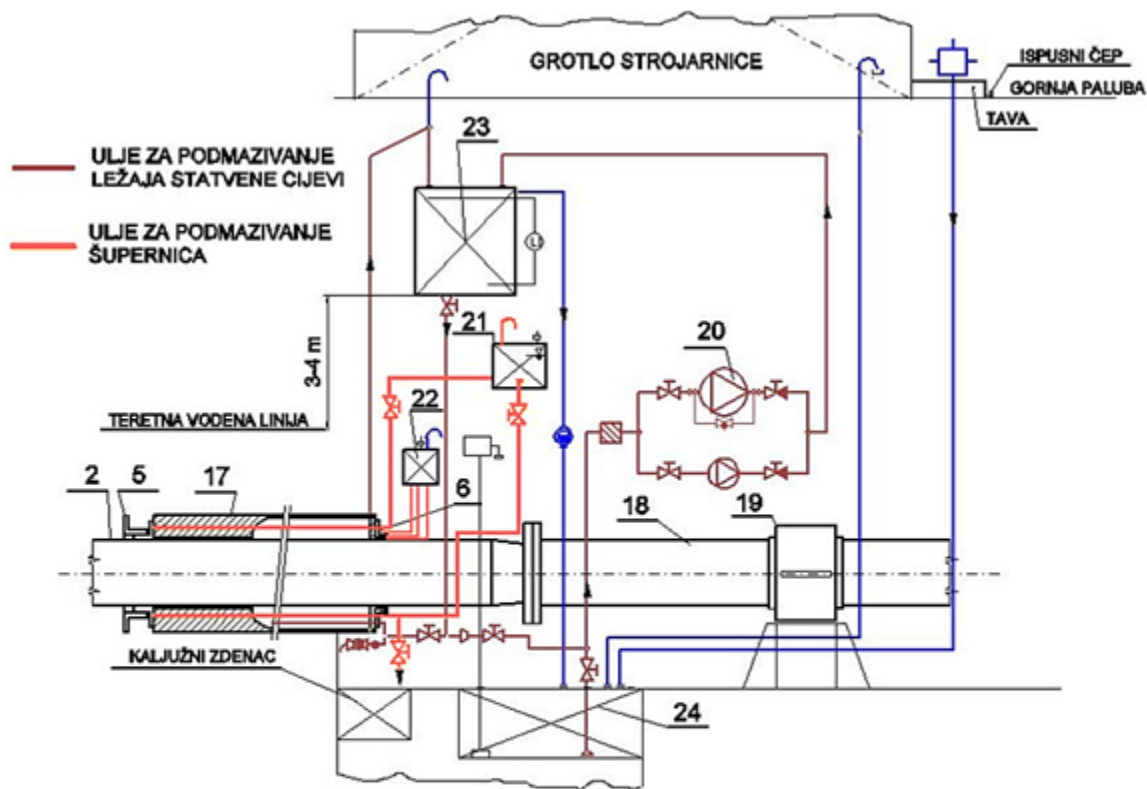 GROTLO STROJARNICE
ISPUSNI ČEP
GORNJA PALUBA
TAVA
23
ULJE ZA PODMAZIVANJE
LEŽAJA STATVENE CIJEVI
ULJE ZA PODMAZIVANJE
ŠUPERNICA
LI
21
20
3-4 m
22
TERETNA VODENA LINIJA
2
5
17
6
18
19
KALJUŽNI ZDENAC
24